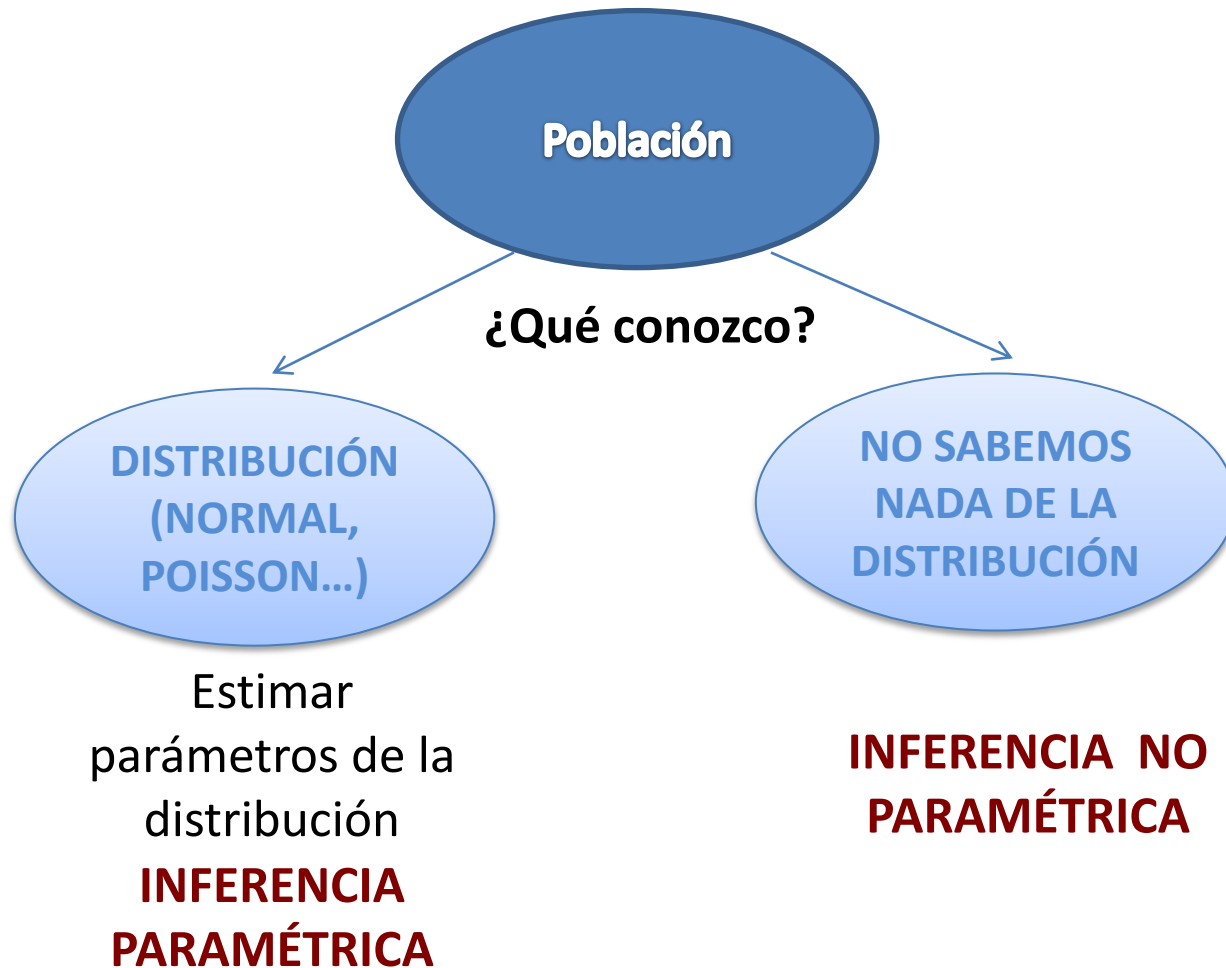 Población
¿Qué conozco?
DISTRIBUCIÓN
(NORMAL,
POISSON...)
Estimar
parámetros de la
distribución
INFERENCIA
PARAMÉTRICA
NO SABEMOS
NADA DE LA
DISTRIBUCIÓN
INFERENCIA NO
PARAMÉTRICA